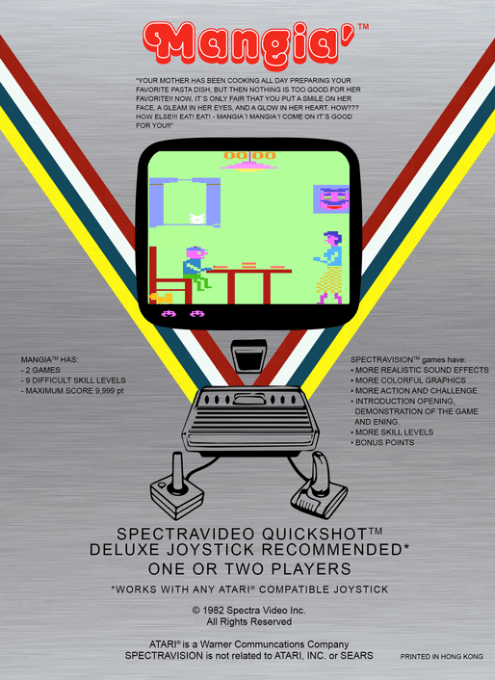 Mangia' ™
"YOUR MOTHER HAS BEEN COOKING ALL DAY PREPARING YOUR
FAVORITE PASTA DISH, BUT THEN NOTHING IS TOO GOOD FOR HER
FAVORITE!! NOW, IT'S ONLY FAIR THAT YOU PUT A SMILE ON HER
FACE, A GLEAM IN HER EYES, AND A GLOW IN HER HEART. HOW???
HOW ELSE!!! EAT! EAT! - MANGIA'! MANGIA'! COME ON IT'S GOOD
FOR YOU!!"
00 00
MANGIA™ HAS:
- 2 GAMES
- 9 DIFFICULT SKILL LEVELS
- MAXIMUM SCORE 9,999 pt
SPECTRAVISION™ games have:
• MORE REALISTIC SOUND EFFECTS
• MORE COLORFUL GRAPHICS
• MORE ACTION AND CHALLENGE
• INTRODUCTION OPENING,
DEMONSTRATION OF THE GAME
AND ENING.
• MORE SKILL LEVELS
• BONUS POINTS
SPECTRAVIDEO QUICKSHOT™
DELUXE JOYSTICK RECOMMENDED*
ONE OR TWO PLAYERS
*WORKS WITH ANY ATARI® COMPATIBLE JOYSTICK
© 1982 Spectra Video Inc.
All Rights Reserved
ATARI® is a Warner Communcations Company
SPECTRAVISION is not related to ATARI, INC. or SEARS
PRINTED IN HONG KONG